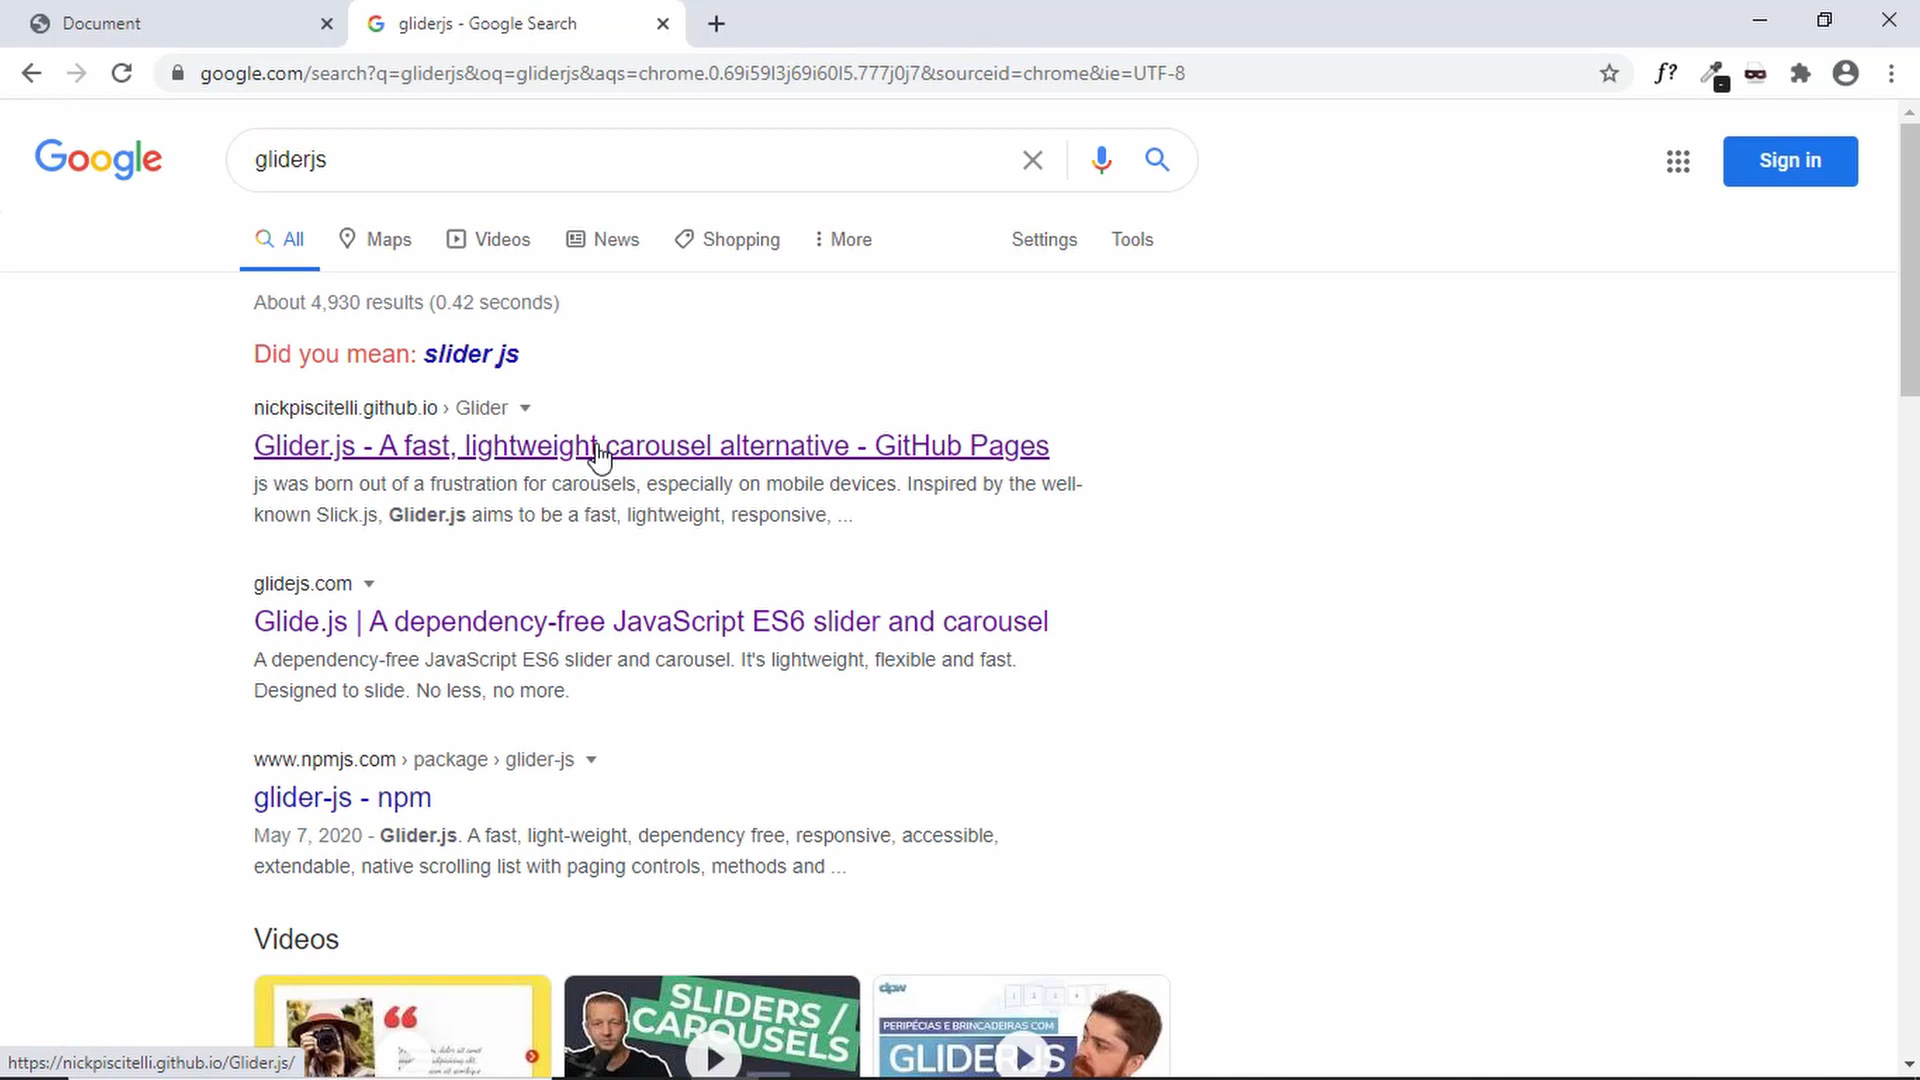 Document
gliderjs - Google Search
google.com/search?q=gliderjs&oq=gliderjs&aqs=chrome.0.69i59l3j69i60l5.777j0j7&sourceid=chrome&ie=UTF-8
f?
Google
gliderjs
Sign in
All
Maps
Videos
News
Shopping
More
Settings
Tools
About 4,930 results (0.42 seconds)
Did you mean: slider js
nickpiscitelli.github.io › Glider
Glider.js - A fast, lightweight carousel alternative - GitHub Pages
js was born out of a frustration for carousels, especially on mobile devices. Inspired by the well-
known Slick.js, Glider.js aims to be a fast, lightweight, responsive, ...
glidejs.com
Glide.js | A dependency-free JavaScript ES6 slider and carousel
A dependency-free JavaScript ES6 slider and carousel. It's lightweight, flexible and fast.
Designed to slide. No less, no more.
www.npmjs.com › package › glider-js
glider-js - npm
May 7, 2020 - Glider.js. A fast, light-weight, dependency free, responsive, accessible,
extendable, native scrolling list with paging controls, methods and ...
Videos
SLIDERS /
CAROUSELS
dpw
PERIPÉCIAS E BRINCADEIRAS COM
GLIDERJS
https://nickpiscitelli.github.io/Glider.js/